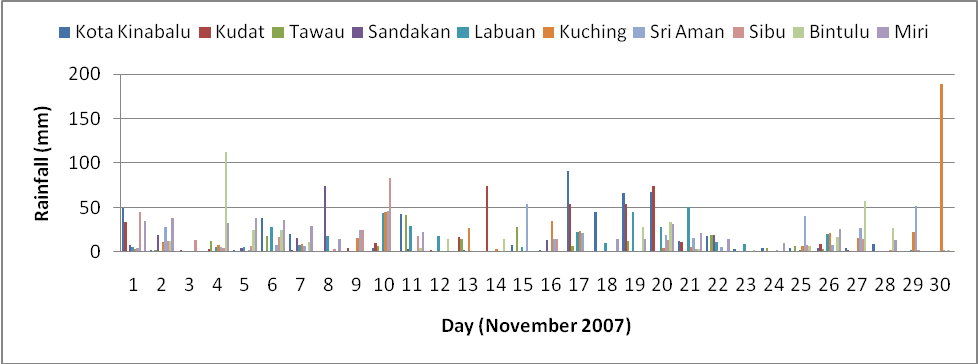 Kota Kinabalu Kudat Tawau Sandakan Labuan Kuching Sri Aman Sibu Bintulu Miri
200
150
100
50
0
Rainfall (mm)
1 2 3 4 5 6 7 8 9 10 11 12 13 14 15 16 17 18 19 20 21 22 23 24 25 26 27 28 29 30
Day (November 2007)